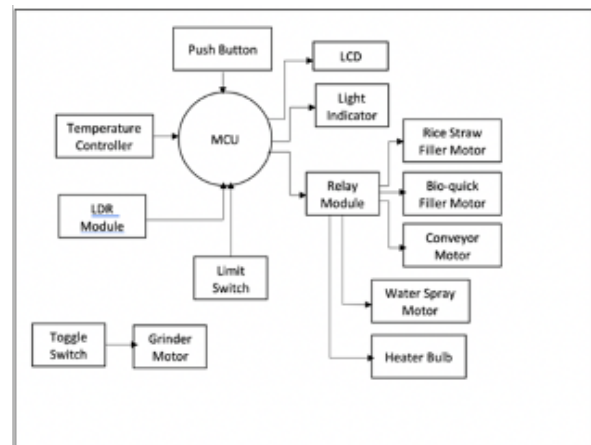 Push Button
LCD
Light
Indicator
Temperature
Controller
MCU
Rice Straw
Filler Motor
Relay
Module
Bio-quick
Filler Motor
LDR
Module
Conveyor
Motor
Limit
Switch
Water Spray
Motor
Toggle
Switch
Grinder
Motor
Heater Bulb